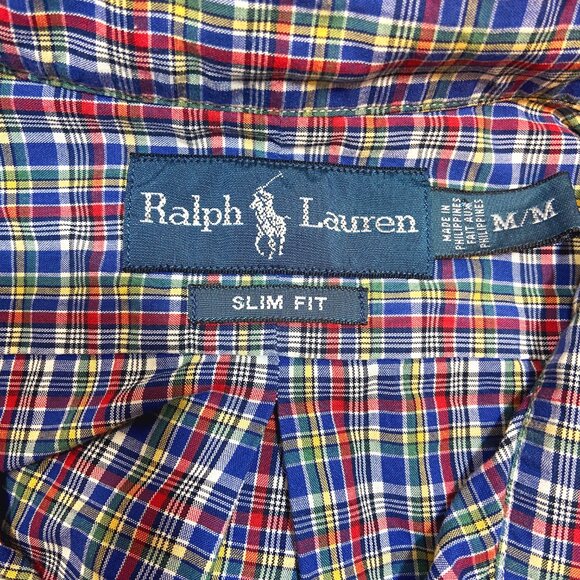 Ralph Lauren
SLIM FIT
MADE IN
PHILIPPINES
FAIT AUX
PHILIPPINES
M/M